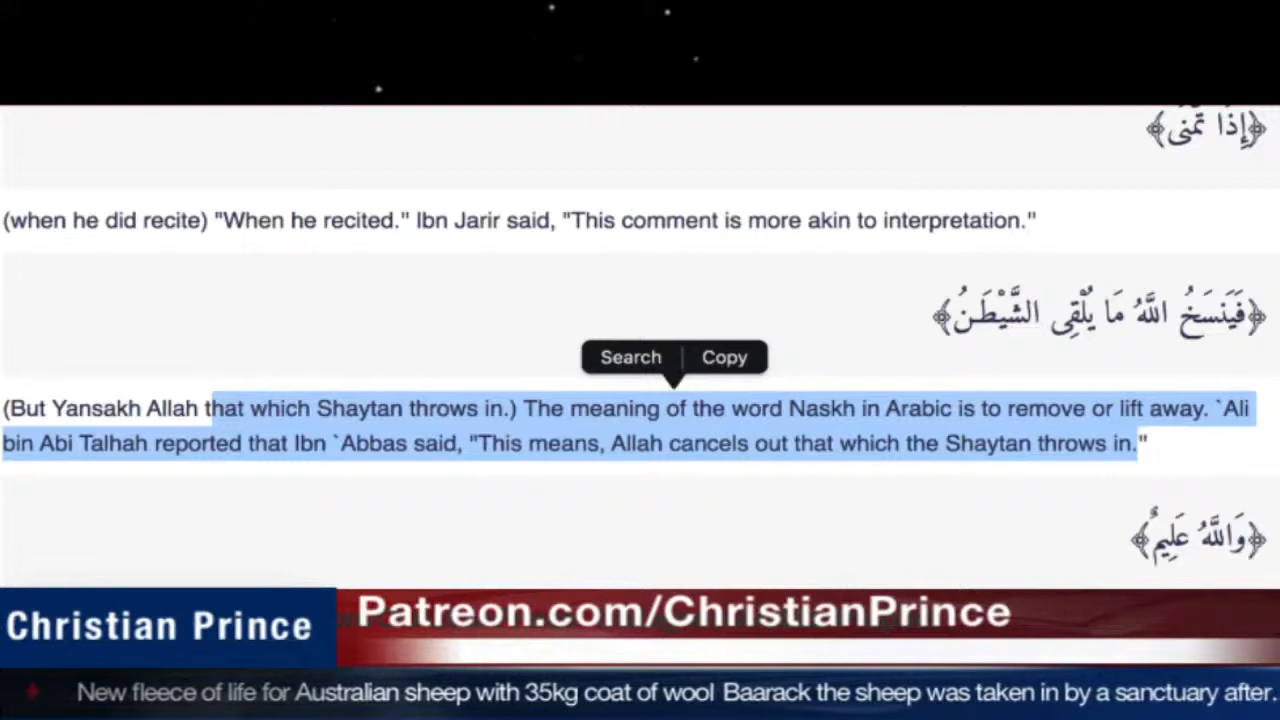 ﴿إِذَا تَمَنَّى﴾
(when he did recite) "When he recited." Ibn Jarir said, "This comment is more akin to interpretation."
﴿فَيَنسَخُ اللَّهُ مَا يُلْقِى الشَّيْطَـنُ﴾
Search Copy
(But Yansakh Allah that which Shaytan throws in.) The meaning of the word Naskh in Arabic is to remove or lift away. `Ali
bin Abi Talhah reported that Ibn `Abbas said, "This means, Allah cancels out that which the Shaytan throws in."
﴿وَاللَّهُ عَلِيمٌ﴾
Christian Prince
Patreon.com/ChristianPrince
New fleece of life for Australian sheep with 35kg coat of wool Baarack the sheep was taken in by a sanctuary after.